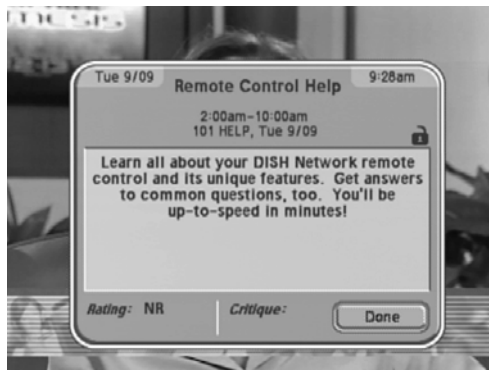 Tue 9/09
Remote Control Help
9:28am
2:00am-10:00am
101 HELP, Tue 9/09
Learn all about your DISH Network remote
control and its unique features. Get answers
to common questions, too. You'll be
up-to-speed in minutes!
Rating: NR
Critique:
Done